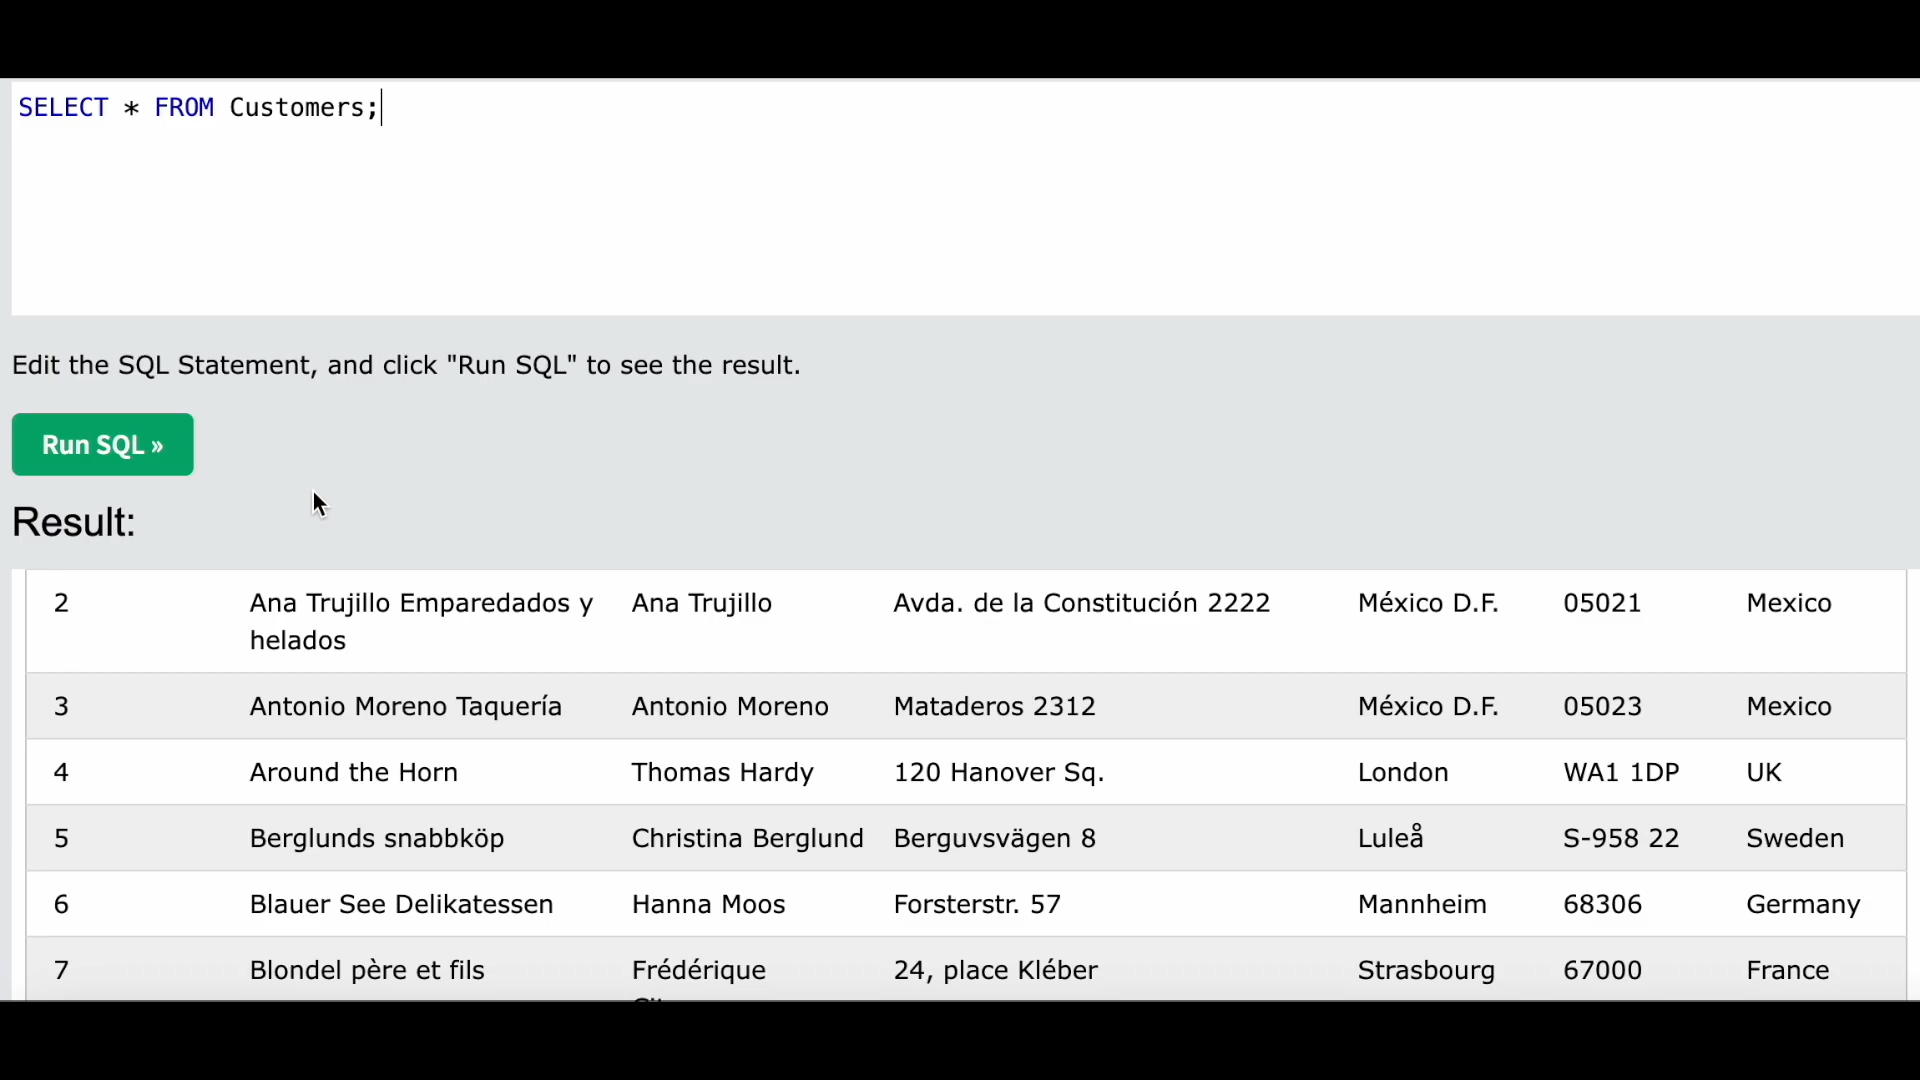 SELECT * FROM Customers;
Edit the SQL Statement, and click "Run SQL" to see the result.
Run SQL »
Result:
2 Ana Trujillo Emparedados y helados Ana Trujillo Avda. de la Constitución 2222 México D.F. 05021 Mexico
3 Antonio Moreno Taquería Antonio Moreno Mataderos 2312 México D.F. 05023 Mexico
4 Around the Horn Thomas Hardy 120 Hanover Sq. London WA1 1DP UK
5 Berglunds snabbköp Christina Berglund Berguvsvägen 8 Luleå S-958 22 Sweden
6 Blauer See Delikatessen Hanna Moos Forsterstr. 57 Mannheim 68306 Germany
7 Blondel père et fils Frédérique 24, place Kléber Strasbourg 67000 France